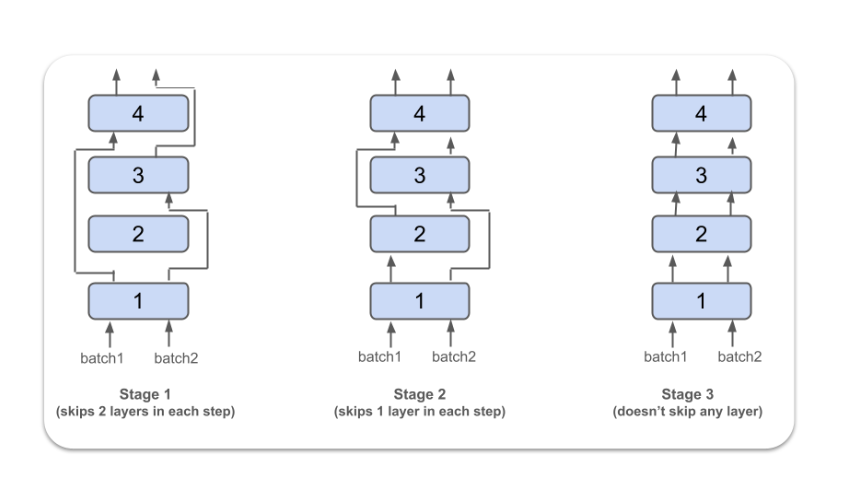 4
3
2
1
batch1 batch2
Stage 1
(skips 2 layers in each step)
4
3
2
1
batch1 batch2
Stage 2
(skips 1 layer in each step)
4
3
2
1
batch1 batch2
Stage 3
(doesn't skip any layer)